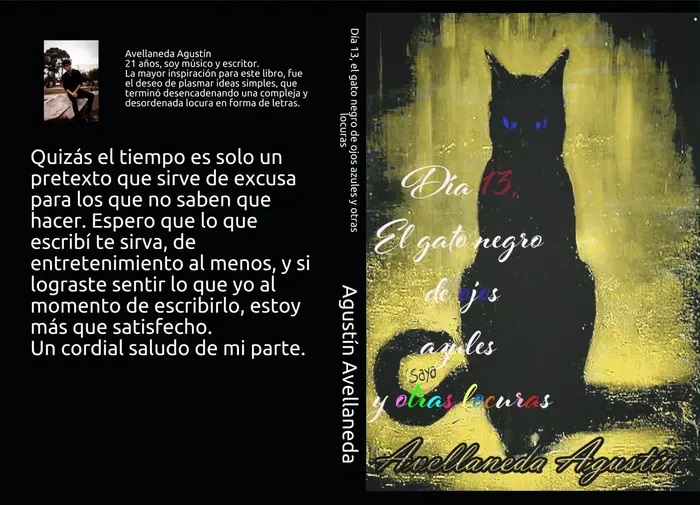 Avellaneda Agustín
21 años, soy músico y escritor.
La mayor inspiración para este libro, fue
el deseo de plasmar ideas simples, que
terminó desencadenando una compleja y
desordenada locura en forma de letras.
Quizás el tiempo es solo un
pretexto que sirve de excusa
para los que no saben que
hacer. Espero que lo que
escribí te sirva, de
entretenimiento al menos, y si
lograste sentir lo que yo al
momento de escribirlo, estoy
más que satisfecho.
Un cordial saludo de mi parte.
Día 13, el gato negro de ojos azules y otras
locuras
Agustín Avellaneda
Día 13,
El gato negro
de ojos
azules
saya
y otras locuras
Avellaneda Agustín